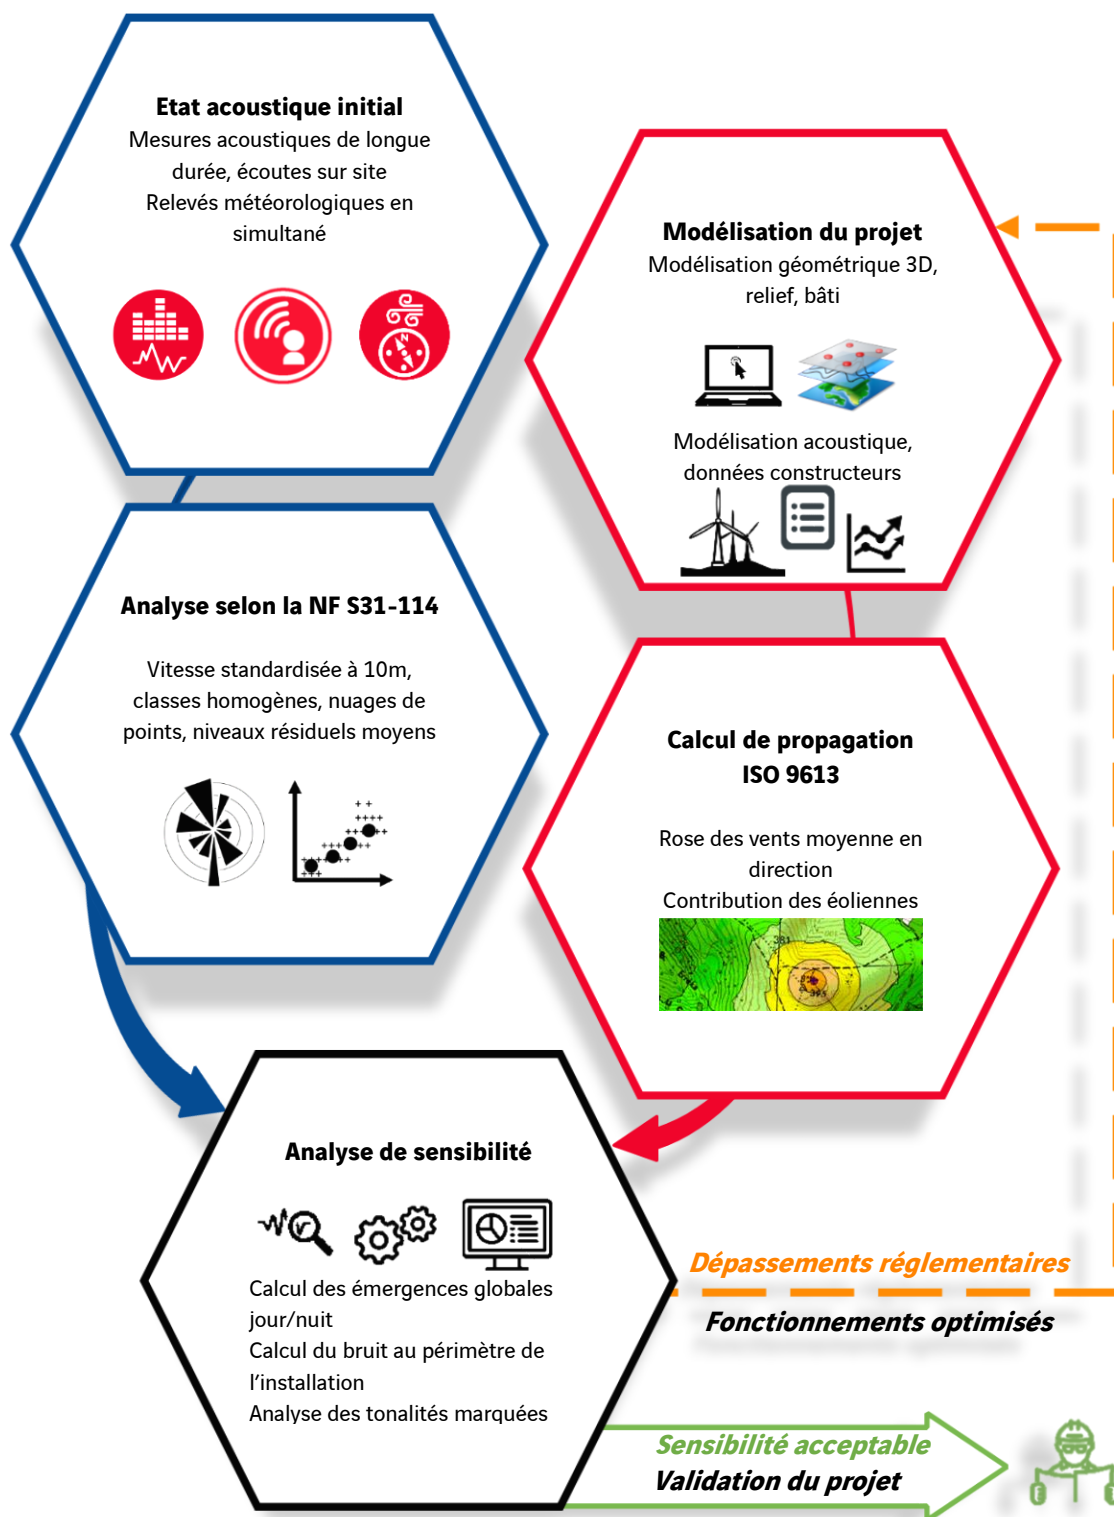 Etat acoustique initial
Mesures acoustiques de longue
durée, écoutes sur site
Relevés météorologiques en
simultané
Analyse selon la NF S31-114
Vitesse standardisée à 10m,
classes homogènes, nuages de
points, niveaux résiduels moyens
Modélisation du projet
Modélisation géométrique 3D,
relief, bâti
Modélisation acoustique,
données constructeurs
Calcul de propagation
ISO 9613
Rose des vents moyenne en
direction
Contribution des éoliennes
381
Analyse de sensibilité
Calcul des émergences globales
jour/nuit
Calcul du bruit au périmètre de
l'installation
Analyse des tonalités marquées
Dépassements réglementaires
Fonctionnements optimisés
Sensibilité acceptable
Validation du projet